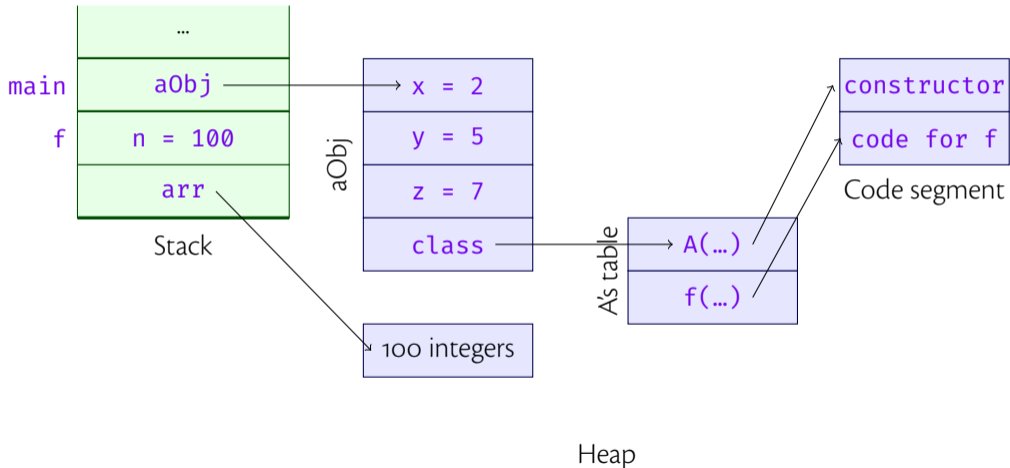 …
main
aObj
f
n = 100
arr
Stack
aObj
x = 2
y = 5
z = 7
class
100 integers
A's table
A(…)
f(…)
constructor
code for f
Code segment
Heap